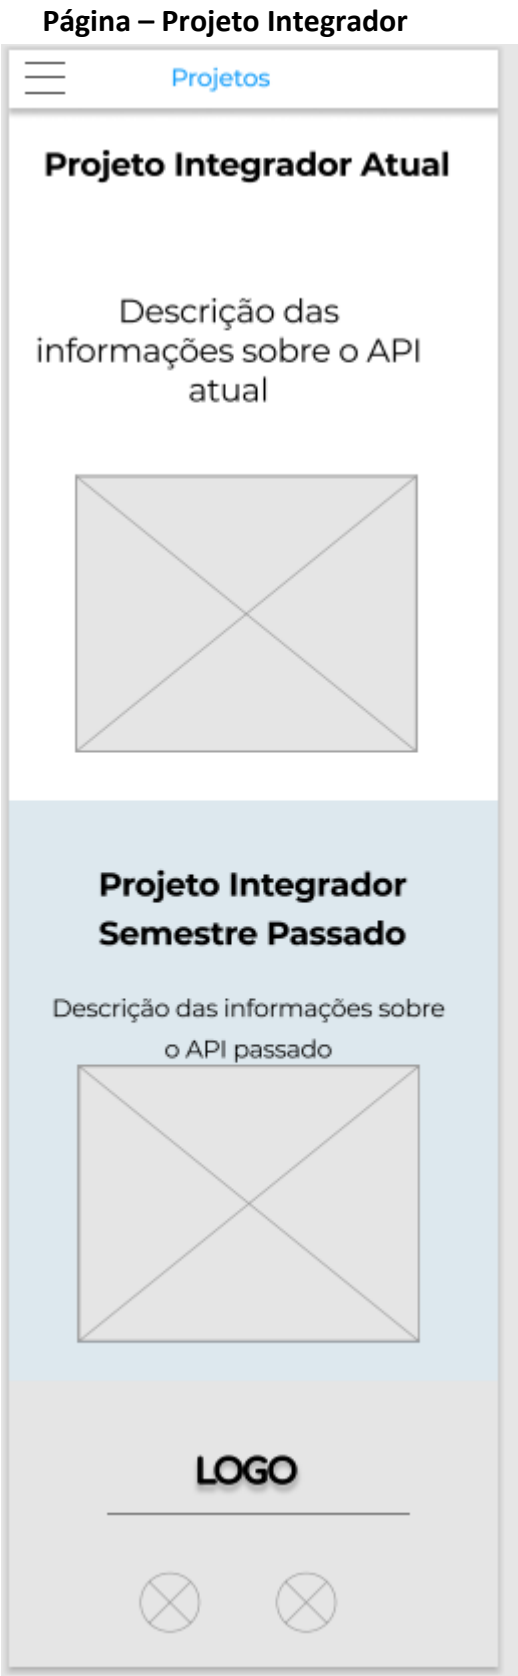 Página – Projeto Integrador
Projetos
Projeto Integrador Atual
Descrição das
informações sobre o API
atual
Projeto Integrador
Semestre Passado
Descrição das informações sobre
o API passado
LOGO